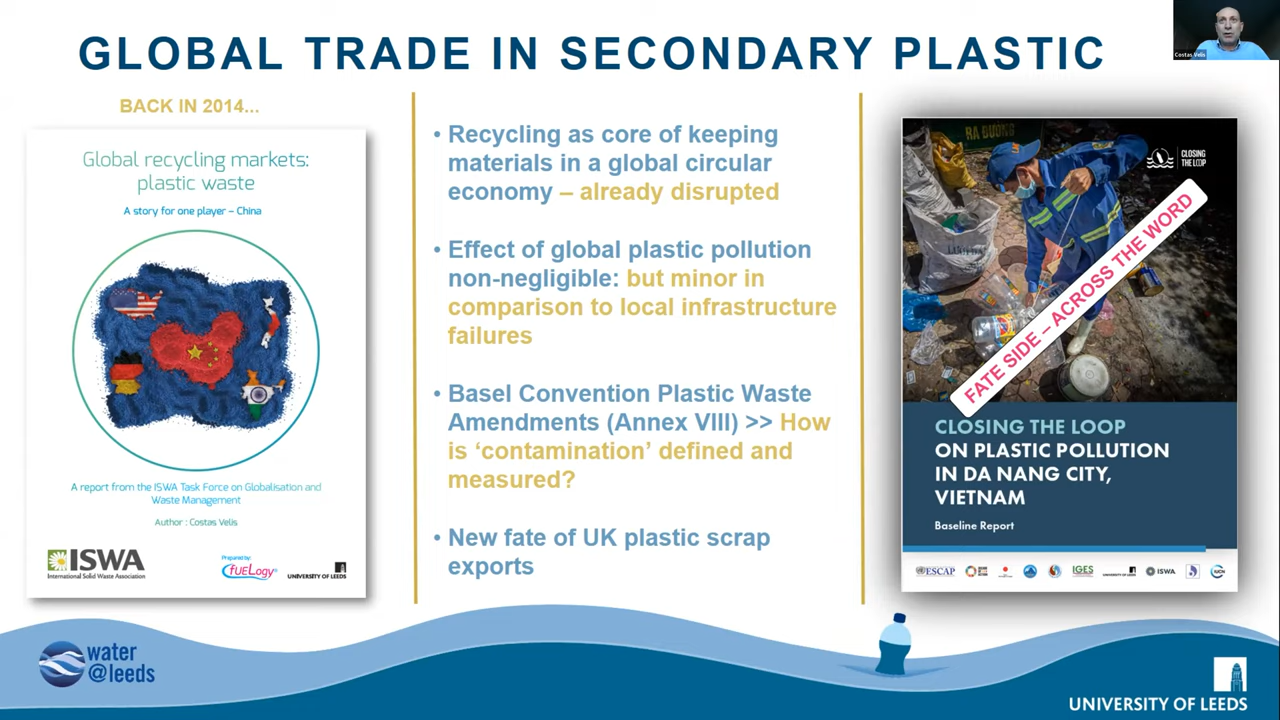 GLOBAL TRADE IN SECONDARY PLASTIC
Costas Velis
BACK IN 2014...
Global recycling markets:
plastic waste
A story for one player – China
A report from the ISWA Task Force on Globalisation and
Waste Management
Author : Costas Velis
ISWA
International Solid Waste Association
Prepared by:
fUELogy
UNIVERSITY OF LEEDS
• Recycling as core of keeping
materials in a global circular
economy – already disrupted
• Effect of global plastic pollution
non-negligible: but minor in
comparison to local infrastructure
failures
• Basel Convention Plastic Waste
Amendments (Annex VIII) >> How
is ‘contamination’ defined and
measured?
• New fate of UK plastic scrap
exports
RA ĐƯỜNG
CLOSING
THE LOOP
FATE SIDE – ACROSS THE WORD
CLOSING THE LOOP
ON PLASTIC POLLUTION
IN DA NANG CITY,
VIETNAM
Baseline Report
ESCAP
IGES
UNIVERSITY OF LEEDS
ISWA
IUCN
water
@leeds
UNIVERSITY OF LEEDS